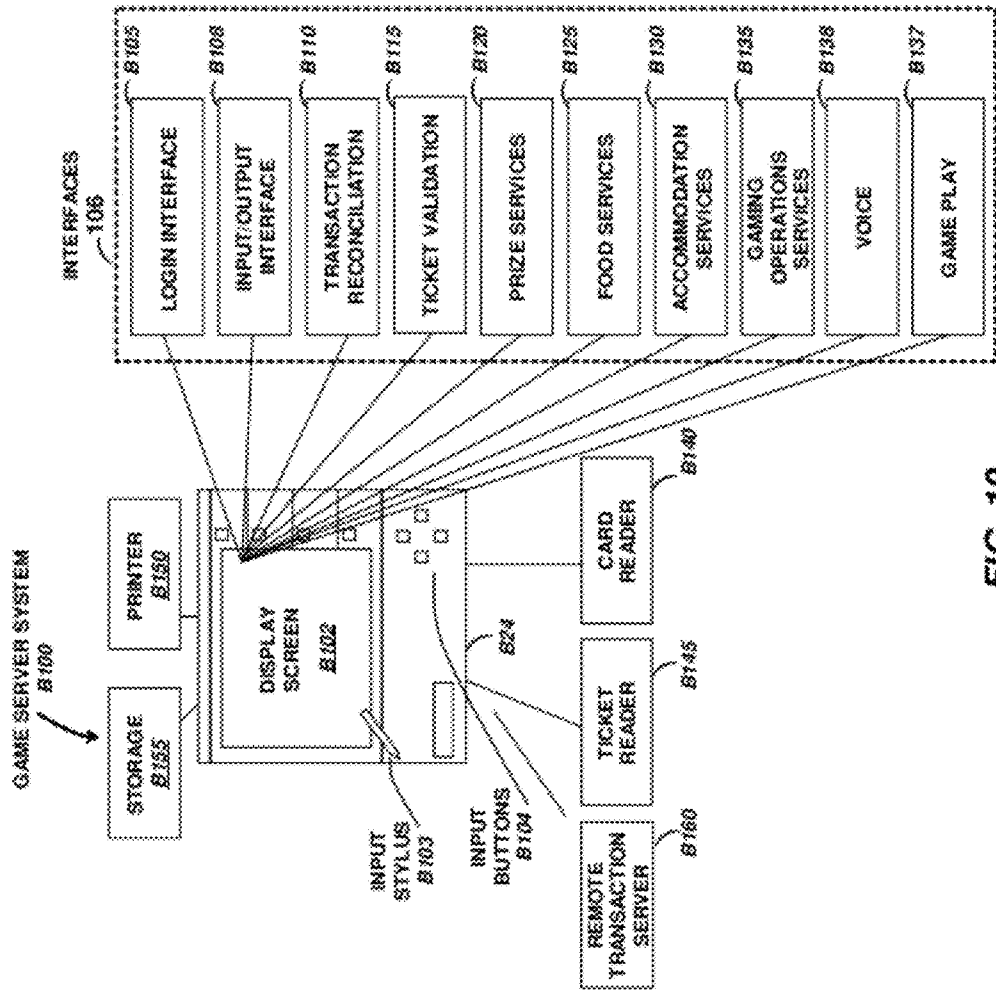 GAME SERVER SYSTEM
B100
STORAGE
B155
PRINTER
B150
DISPLAY
SCREEN
B102
INPUT
STYLUS
B103
INPUT
BUTTONS
B104
B24
REMOTE
TRANSACTION
SERVER
B160
TICKET
READER
B145
CARD
READER
B140
INTERFACES
106
LOGIN INTERFACE
B105
INPUT/OUTPUT
INTERFACE
B108
TRANSACTION
RECONCILIATION
B110
TICKET VALIDATION
B115
PRIZE SERVICES
B120
FOOD SERVICES
B125
ACCOMMODATION
SERVICES
B130
GAMING
OPERATIONS
SERVICES
B135
VOICE
B136
GAME PLAY
B137